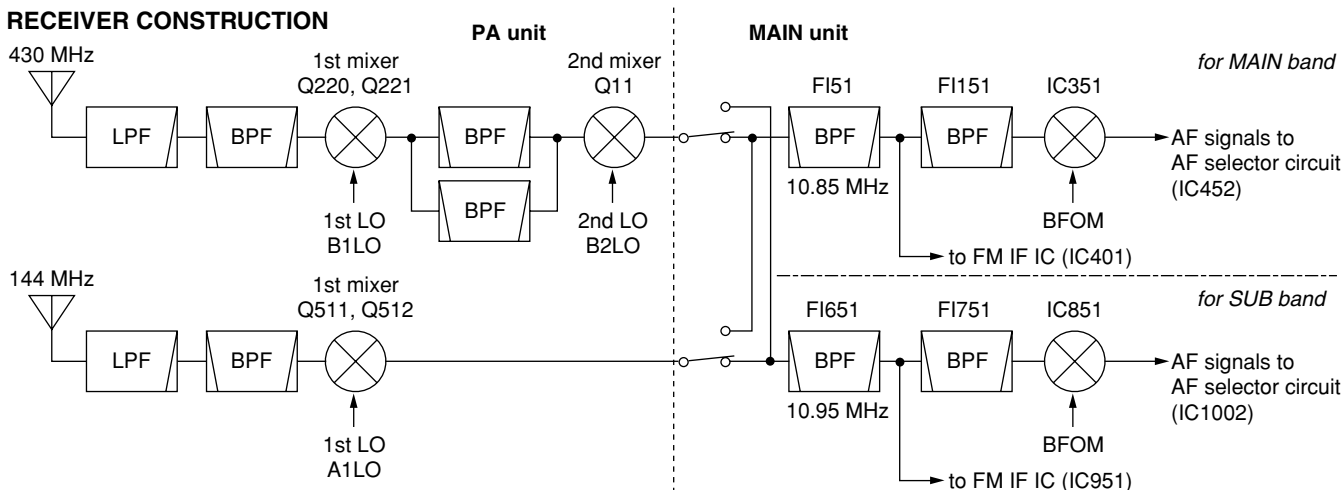 RECEIVER CONSTRUCTION
PA unit
MAIN unit
430 MHz
1st mixer
Q220, Q221
2nd mixer
Q11
for MAIN band
FI51
FI151
IC351
LPF
BPF
BPF
BPF
BPF
BPF
AF signals to
AF selector circuit
(IC452)
10.85 MHz
1st LO
B1LO
2nd LO
B2LO
BFOM
to FM IF IC (IC401)
144 MHz
1st mixer
Q511, Q512
for SUB band
FI651
FI751
IC851
LPF
BPF
BPF
BPF
AF signals to
AF selector circuit
(IC1002)
10.95 MHz
1st LO
A1LO
BFOM
to FM IF IC (IC951)